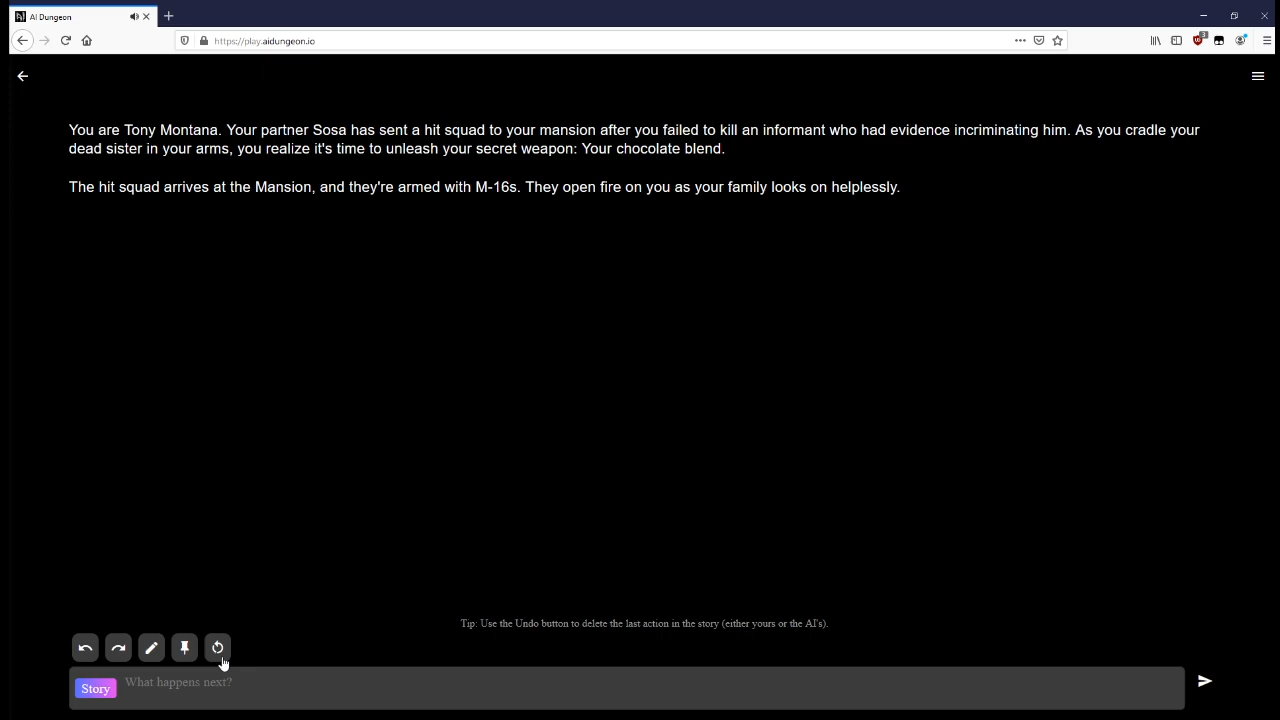 AI Dungeon
https://play.aidungeon.io
3
You are Tony Montana. Your partner Sosa has sent a hit squad to your mansion after you failed to kill an informant who had evidence incriminating him. As you cradle your
dead sister in your arms, you realize it's time to unleash your secret weapon: Your chocolate blend.
The hit squad arrives at the Mansion, and they're armed with M-16s. They open fire on you as your family looks on helplessly.
Tip: Use the Undo button to delete the last action in the story (either yours or the AI's).
Story What happens next?